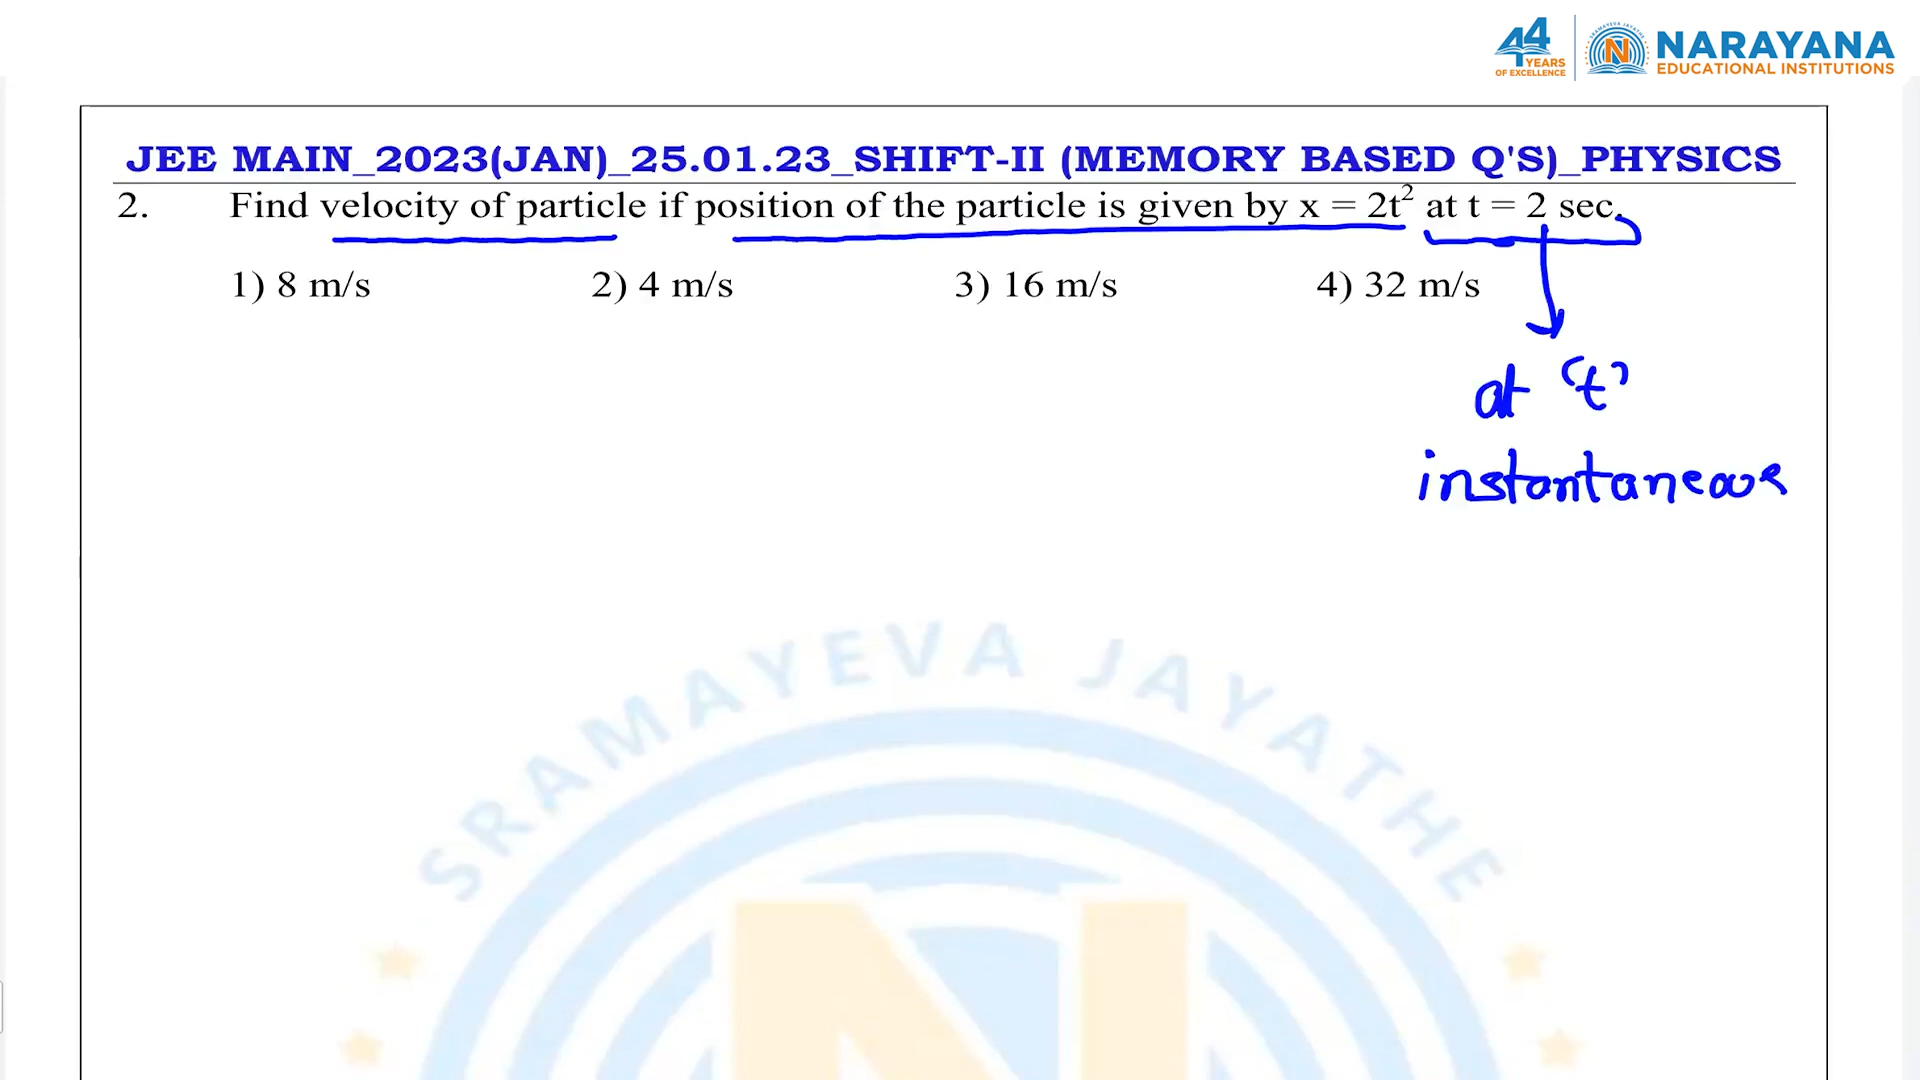 44
YEARS
OF EXCELLENCE
NARAYANA
EDUCATIONAL INSTITUTIONS
JEE MAIN_2023(JAN)_25.01.23_SHIFT-II (MEMORY BASED Q'S)_PHYSICS
2. Find velocity of particle if position of the particle is given by x = 2t² at t = 2 sec.
1) 8 m/s 2) 4 m/s 3) 16 m/s 4) 32 m/s
at 't'
instantaneous
SRAMAYEVA JAYATHE